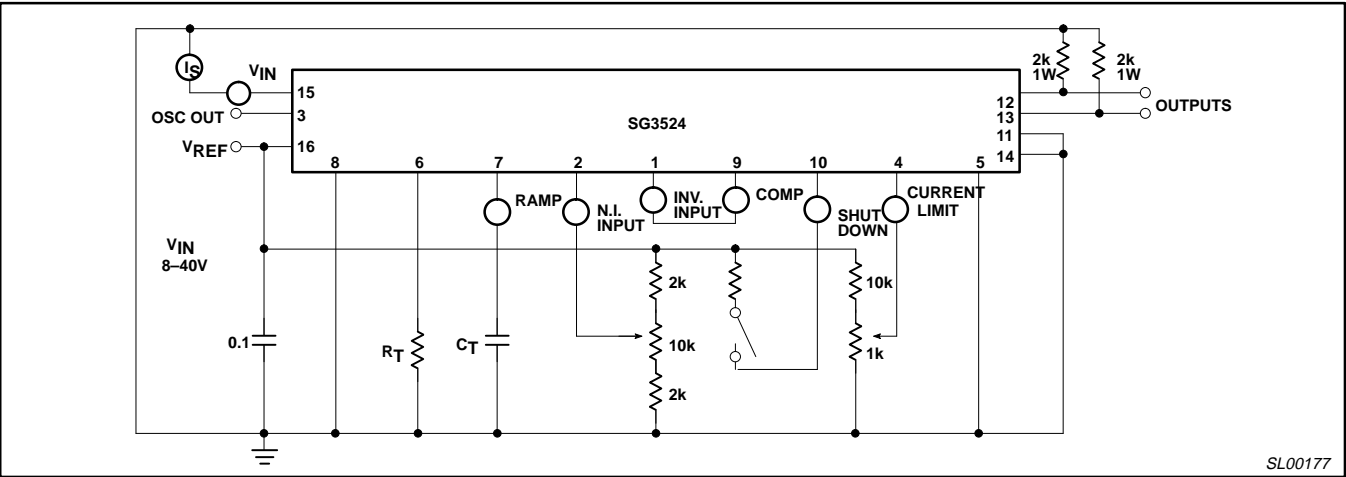 2k
1W
2k
1W
IS
VIN
15
12
OUTPUTS
OSC OUT
3
SG3524
13
11
VREF
16
14
8
6
7
2
1
9
10
4
5
RAMP
N.I.
INPUT
INV.
INPUT
COMP
SHUT
DOWN
CURRENT
LIMIT
VIN
8–40V
2k
10k
0.1
RT
CT
10k
1k
2k
SL00177